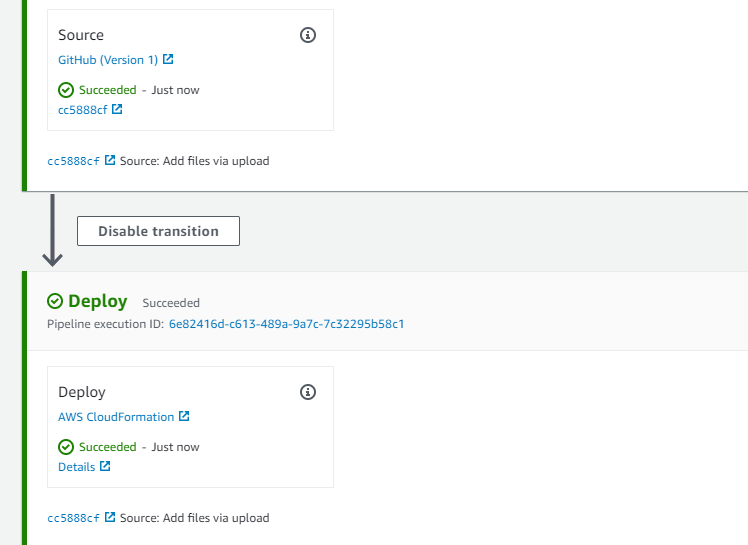 Source
GitHub (Version 1)
Succeeded - Just now
cc5888cf
cc5888cf Source: Add files via upload
Disable transition
Deploy Succeeded
Pipeline execution ID: 6e82416d-c613-489a-9a7c-7c32295b58c1
Deploy
AWS CloudFormation
Succeeded - Just now
Details
cc5888cf Source: Add files via upload